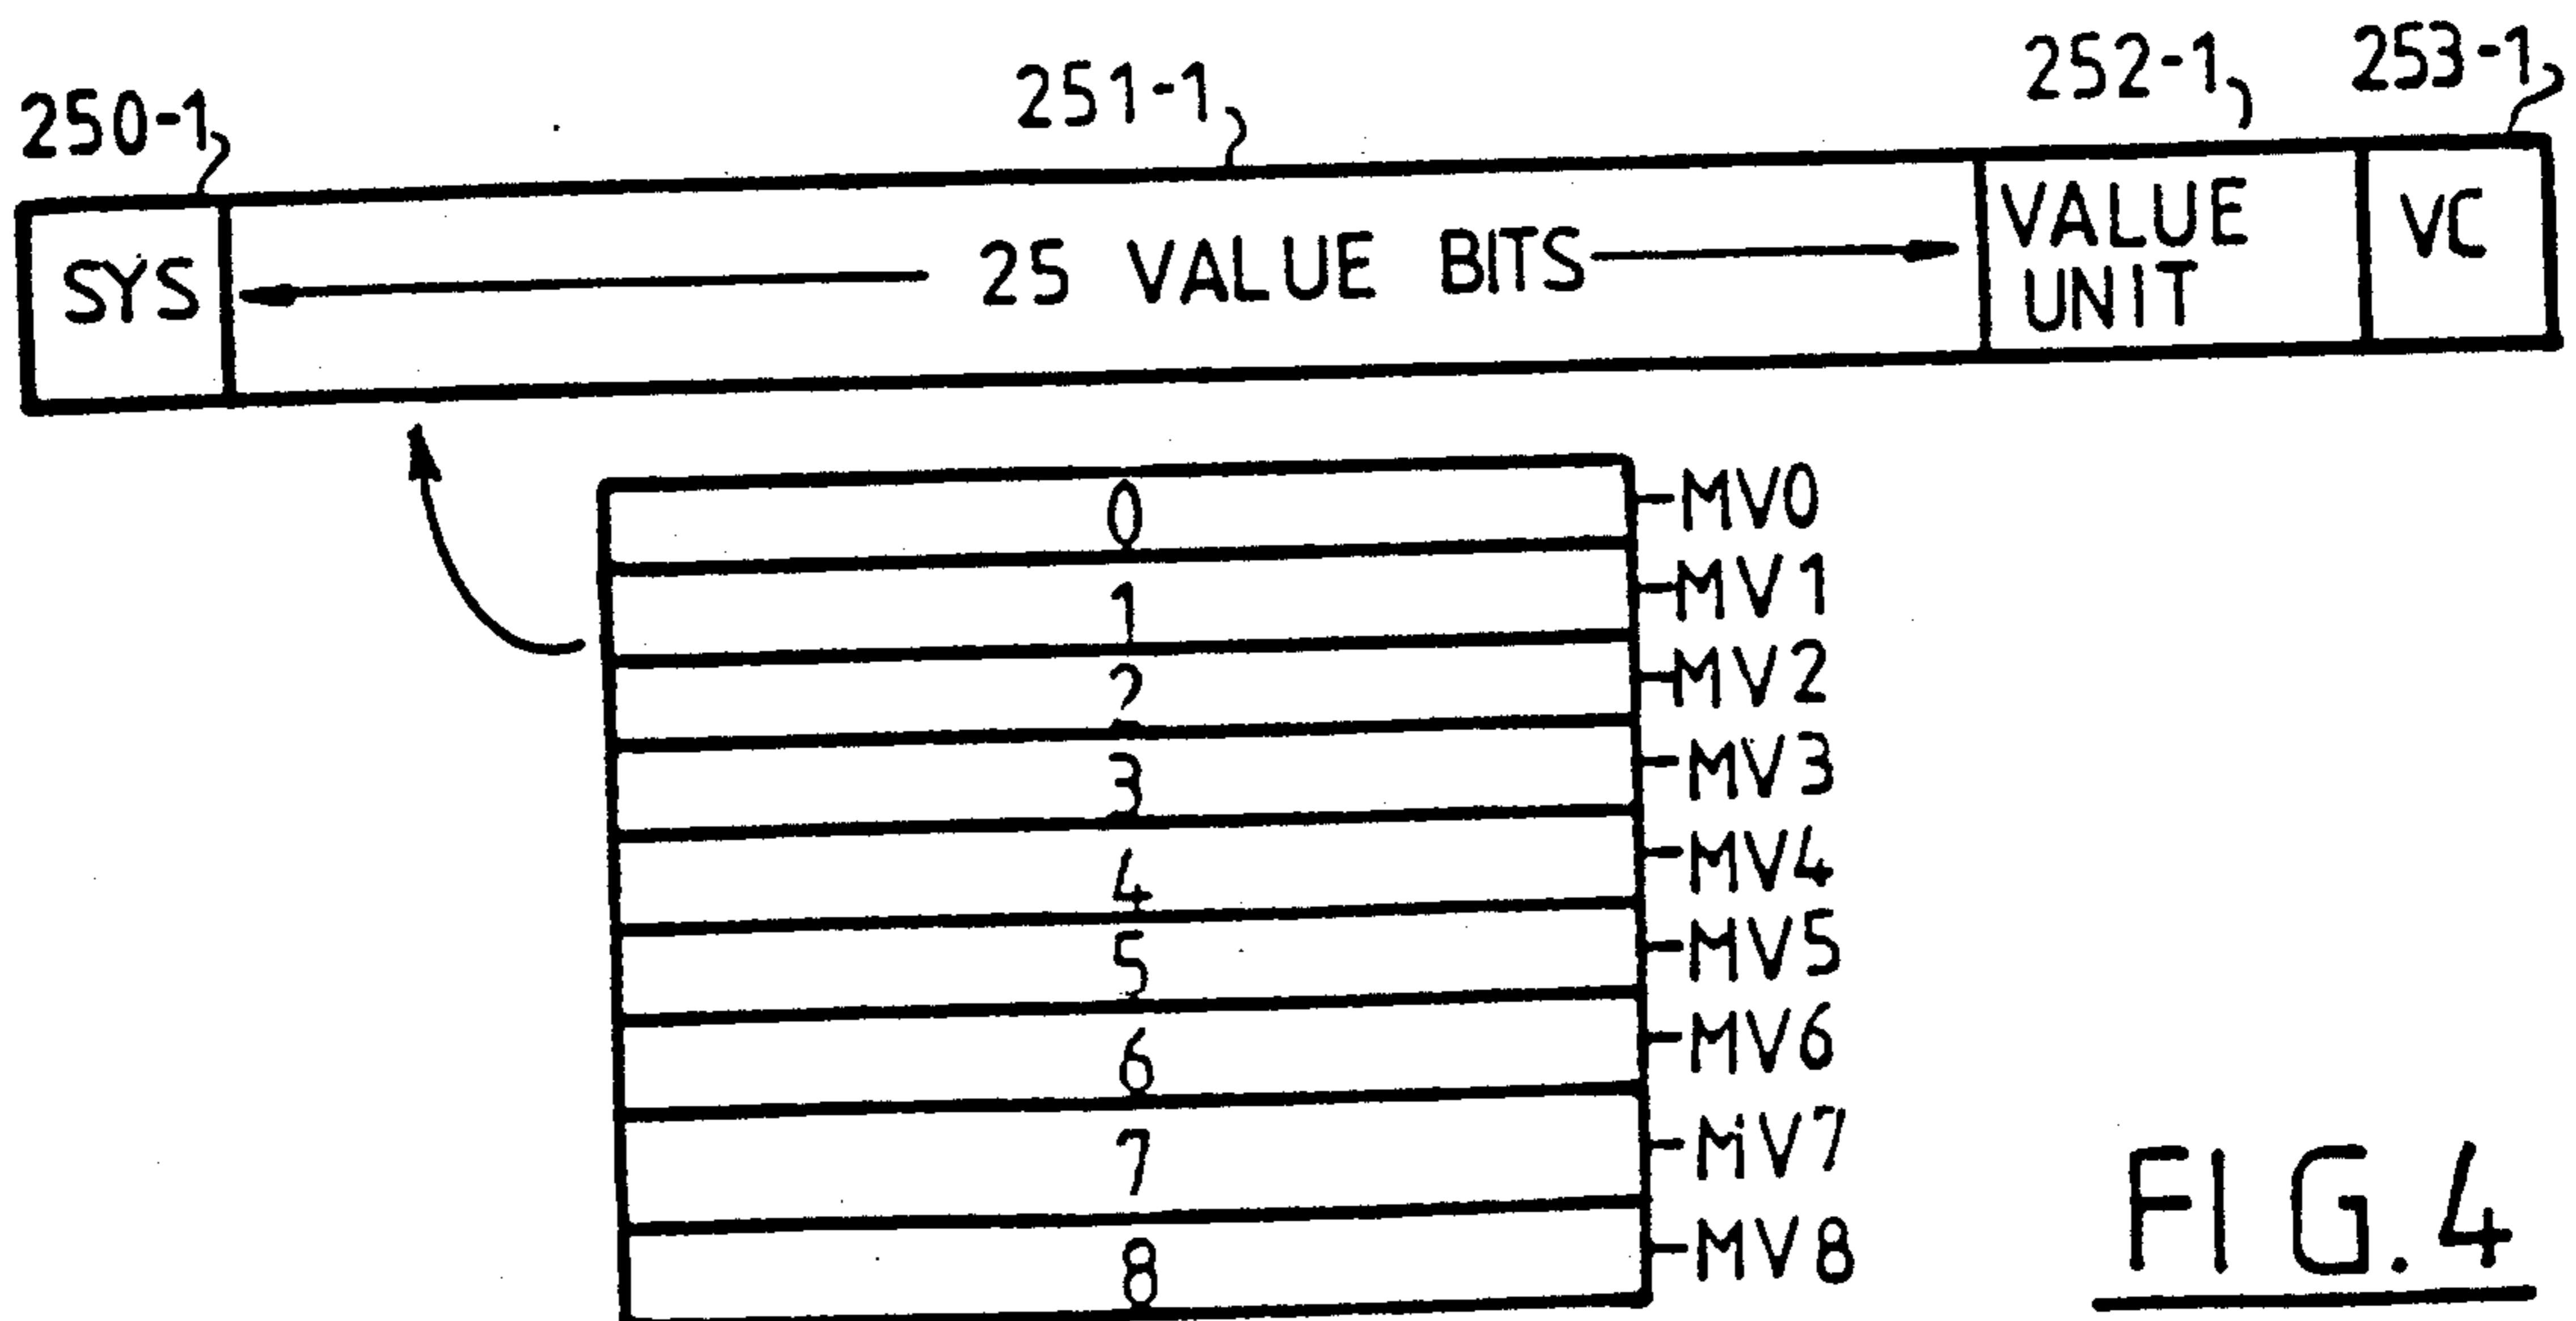 250-1 251-1 252-1 253-1
SYS 25 VALUE BITS VALUE UNIT VC
0 MV0
1 MV1
2 MV2
3 MV3
4 MV4
5 MV5
6 MV6
7 MV7
8 MV8
FIG.4